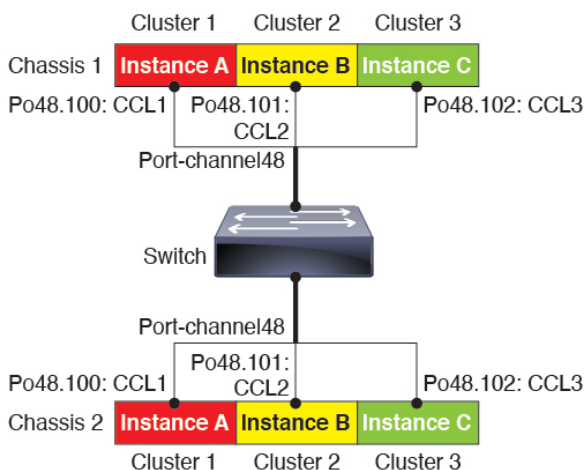 Cluster 1 Cluster 2 Cluster 3
Chassis 1 Instance A Instance B Instance C
Po48.100: CCL1 Po48.101: Po48.102: CCL3
CCL2
Port-channel48
Switch
Port-channel48
Po48.100: CCL1 Po48.101: Po48.102: CCL3
CCL2
Chassis 2 Instance A Instance B Instance C
Cluster 1 Cluster 2 Cluster 3